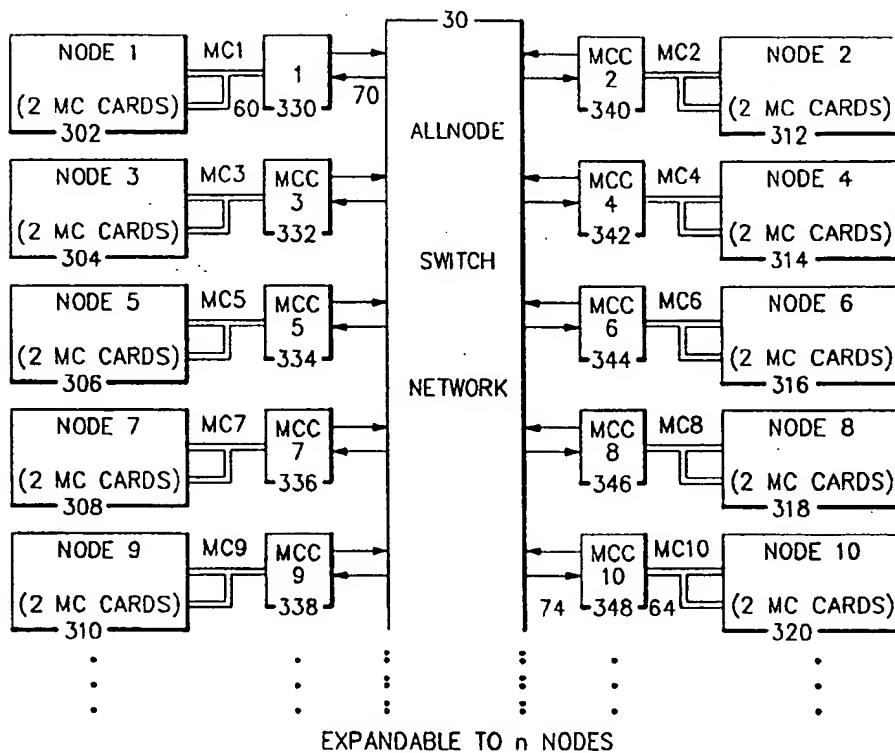 30
NODE 1
(2 MC CARDS)
302
MC1
60
1
330
70
MCC
2
340
MC2
NODE 2
(2 MC CARDS)
312
ALLNODE
NODE 3
(2 MC CARDS)
304
MC3
MCC
3
332
MCC
4
342
MC4
NODE 4
(2 MC CARDS)
314
SWITCH
NODE 5
(2 MC CARDS)
306
MC5
MCC
5
334
MCC
6
344
MC6
NODE 6
(2 MC CARDS)
316
NETWORK
NODE 7
(2 MC CARDS)
308
MC7
MCC
7
336
MCC
8
346
MC8
NODE 8
(2 MC CARDS)
318
NODE 9
(2 MC CARDS)
310
MC9
MCC
9
338
74
MCC
10
348
64
MC10
NODE 10
(2 MC CARDS)
320
EXPANDABLE TO n NODES